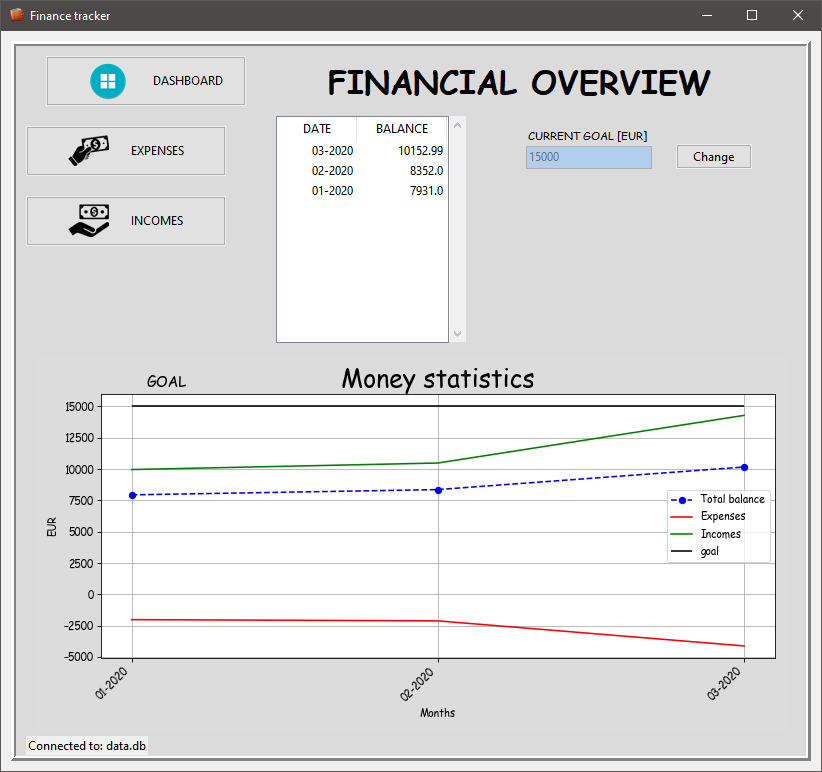 Finance tracker
DASHBOARD
FINANCIAL OVERVIEW
EXPENSES
INCOMES
DATE BALANCE
03-2020 10152.99
02-2020 8352.0
01-2020 7931.0
CURRENT GOAL [EUR]
15000
Change
Money statistics
GOAL
15000
12500
10000
7500
5000
2500
0
-2500
-5000
EUR
Total balance
Expenses
Incomes
goal
01-2020
02-2020
03-2020
Months
Connected to: data.db